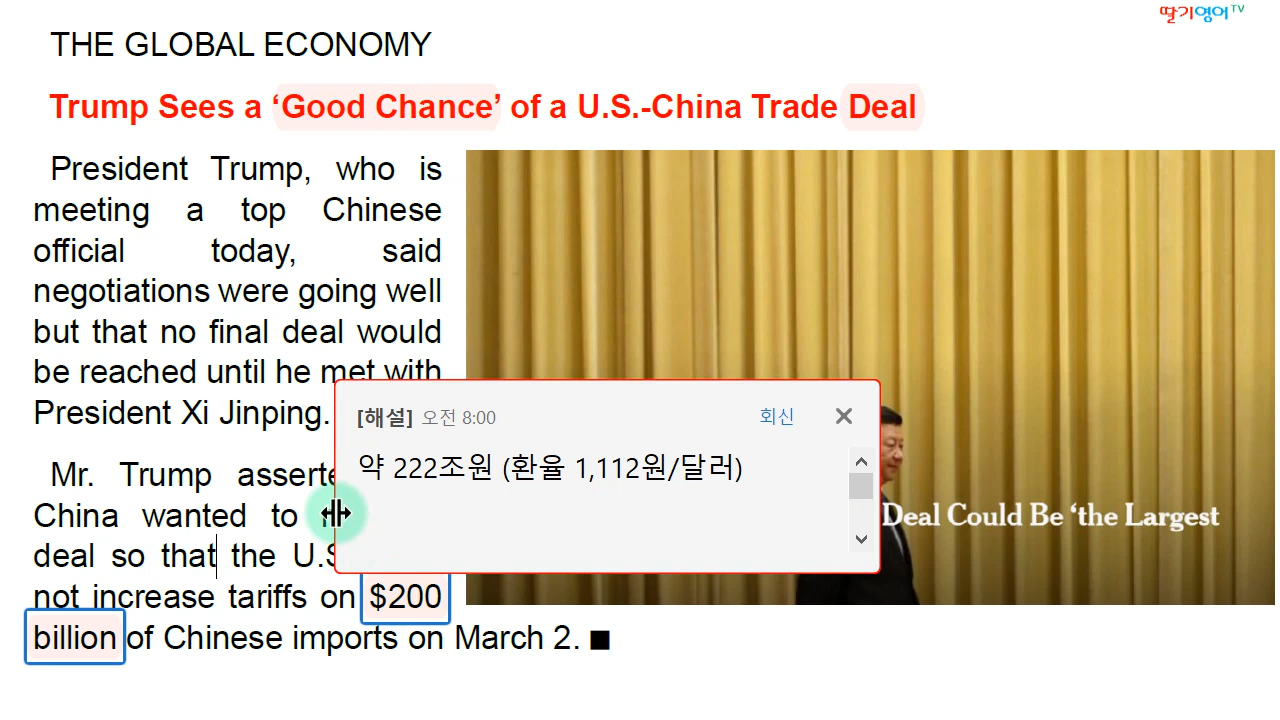 딸기영어TV
THE GLOBAL ECONOMY
Trump Sees a ‘Good Chance’ of a U.S.-China Trade Deal
President Trump, who is
meeting a top Chinese
official today, said
negotiations were going well
but that no final deal would
be reached until he met with
President Xi Jinping.
Mr. Trump
China wanted to
deal so that the
not increase tariffs on $200
billion of Chinese imports on March 2. ■
[해설] 오전 8:00 회신
약 222조원 (환율 1,112원/달러)
Deal Could Be ‘the Largest